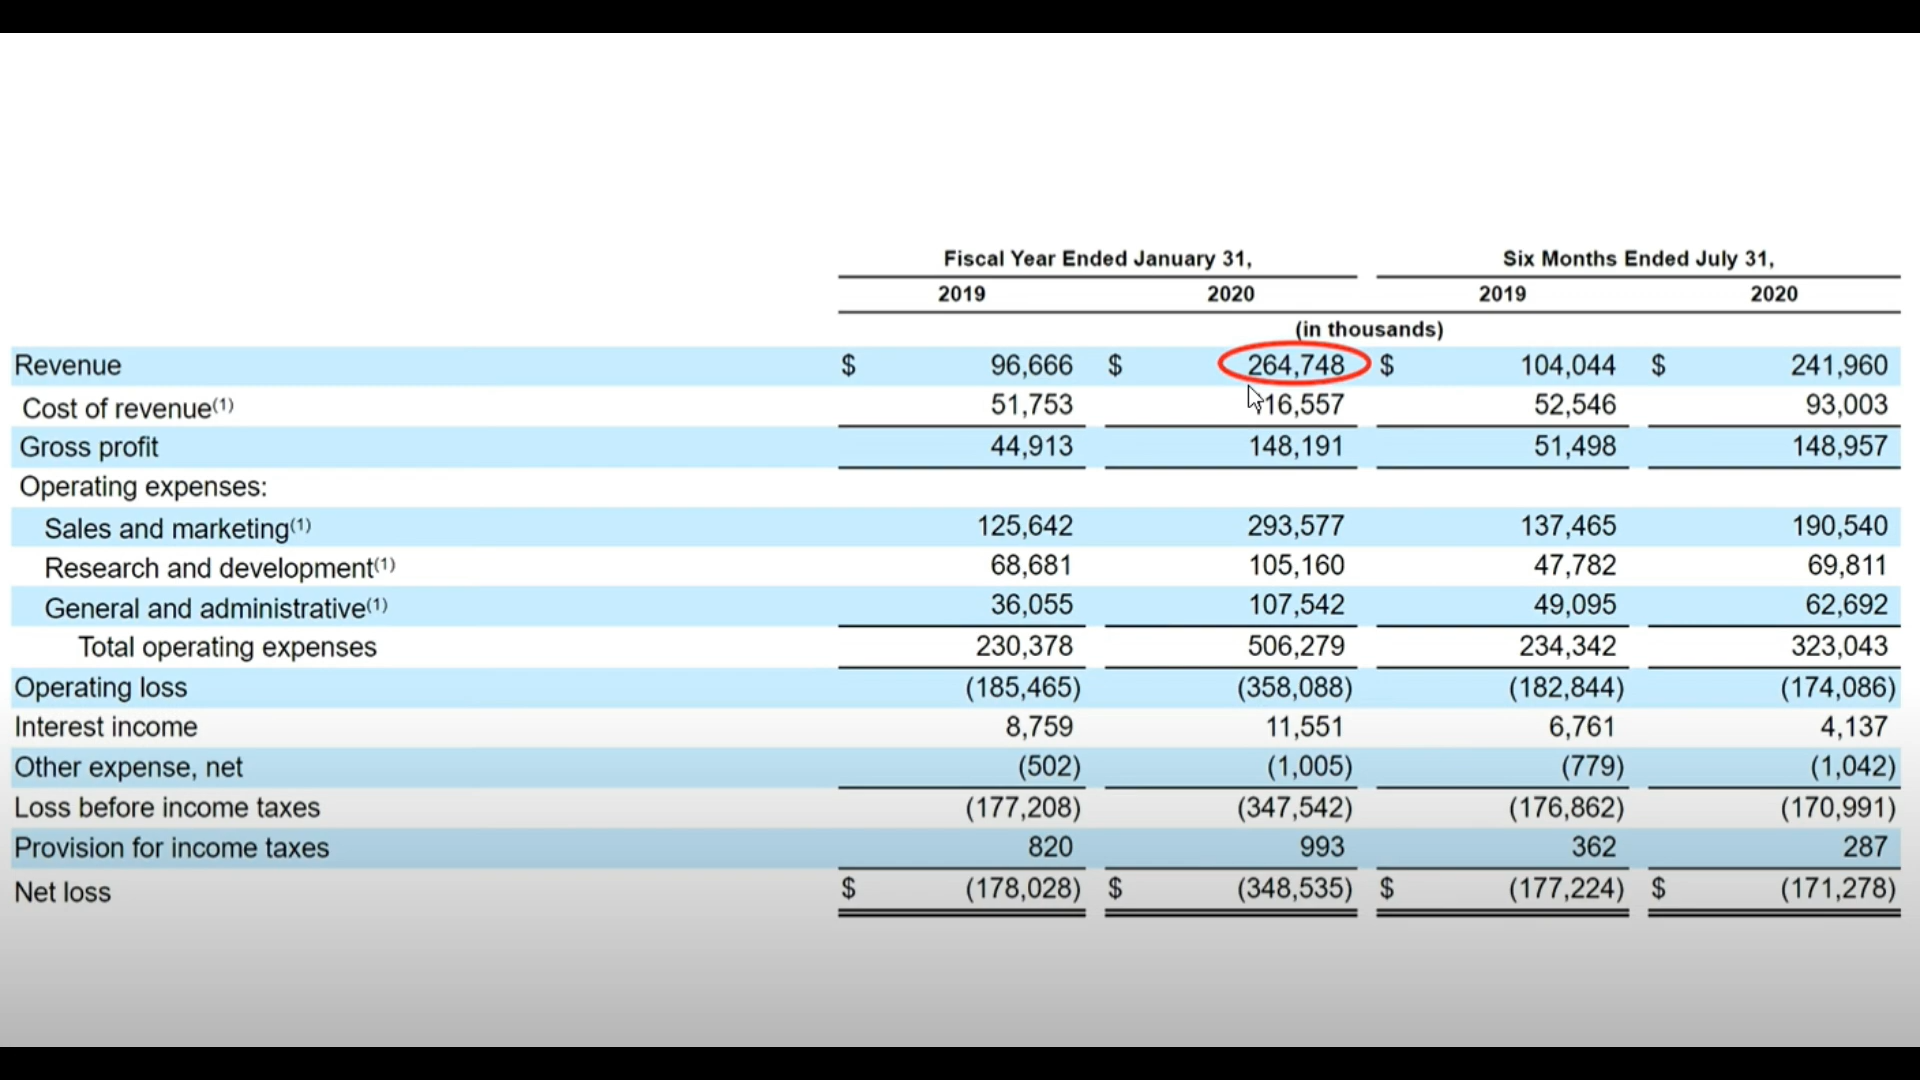 Fiscal Year Ended January 31, Six Months Ended July 31,
2019 2020 2019 2020
(in thousands)
Revenue $ 96,666 $ 264,748 $ 104,044 $ 241,960
Cost of revenue(1) 51,753 116,557 52,546 93,003
Gross profit 44,913 148,191 51,498 148,957
Operating expenses:
Sales and marketing(1) 125,642 293,577 137,465 190,540
Research and development(1) 68,681 105,160 47,782 69,811
General and administrative(1) 36,055 107,542 49,095 62,692
Total operating expenses 230,378 506,279 234,342 323,043
Operating loss (185,465) (358,088) (182,844) (174,086)
Interest income 8,759 11,551 6,761 4,137
Other expense, net (502) (1,005) (779) (1,042)
Loss before income taxes (177,208) (347,542) (176,862) (170,991)
Provision for income taxes 820 993 362 287
Net loss $ (178,028) $ (348,535) $ (177,224) $ (171,278)